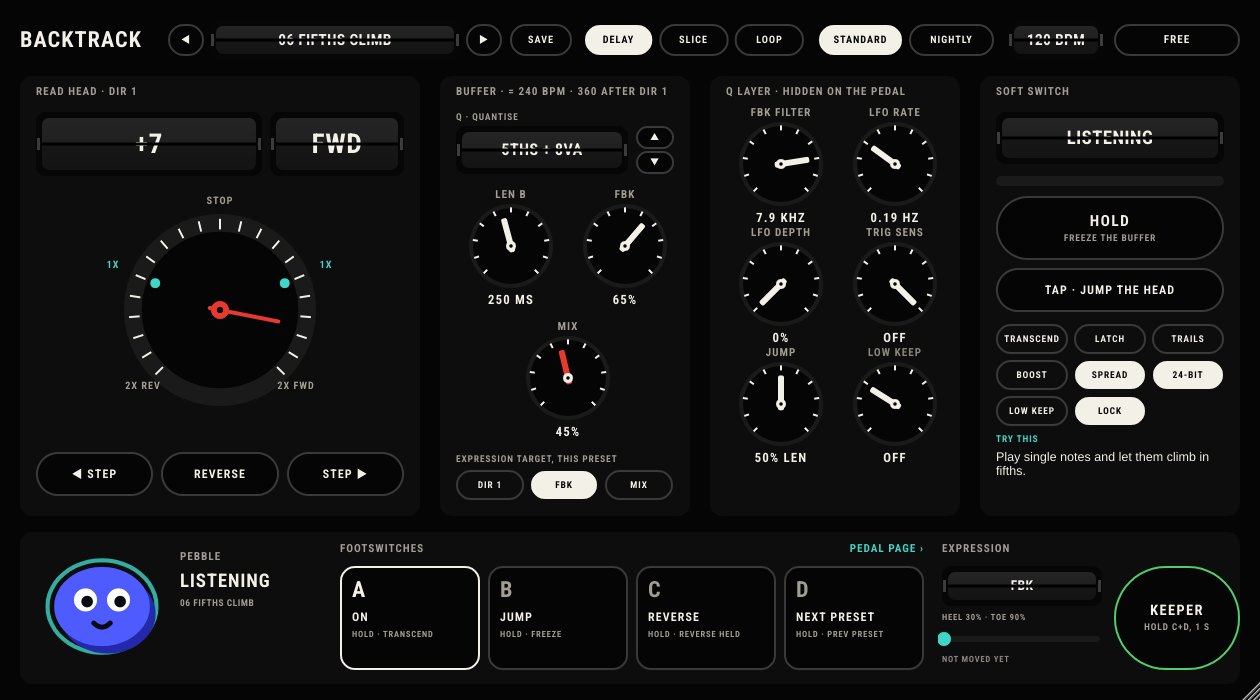 BACKTRACK
06 FIFTHS CLIMB
SAVE
DELAY
SLICE
LOOP
STANDARD
NIGHTLY
120 BPM
FREE
READ HEAD · DIR 1
+7
FWD
STOP
1X
1X
2X REV
2X FWD
◀ STEP
REVERSE
STEP ▶
BUFFER · = 240 BPM · 360 AFTER DIR 1
Q · QUANTISE
5THS + 8VA
LEN B
FBK
250 MS
65%
MIX
45%
EXPRESSION TARGET, THIS PRESET
DIR 1
FBK
MIX
Q LAYER · HIDDEN ON THE PEDAL
FBK FILTER
LFO RATE
7.9 KHZ
0.19 HZ
LFO DEPTH
TRIG SENS
0%
OFF
JUMP
LOW KEEP
50% LEN
OFF
SOFT SWITCH
LISTENING
HOLD
FREEZE THE BUFFER
TAP · JUMP THE HEAD
TRANSCEND
LATCH
TRAILS
BOOST
SPREAD
24-BIT
LOW KEEP
LOCK
TRY THIS
Play single notes and let them climb in
fifths.
PEBBLE
LISTENING
06 FIFTHS CLIMB
FOOTSWITCHES
PEDAL PAGE ›
A
ON
HOLD · TRANSCEND
B
JUMP
HOLD · FREEZE
C
REVERSE
HOLD · REVERSE HELD
D
NEXT PRESET
HOLD · PREV PRESET
EXPRESSION
FBK
HEEL 30% · TOE 90%
NOT MOVED YET
KEEPER
HOLD C+D, 1 S